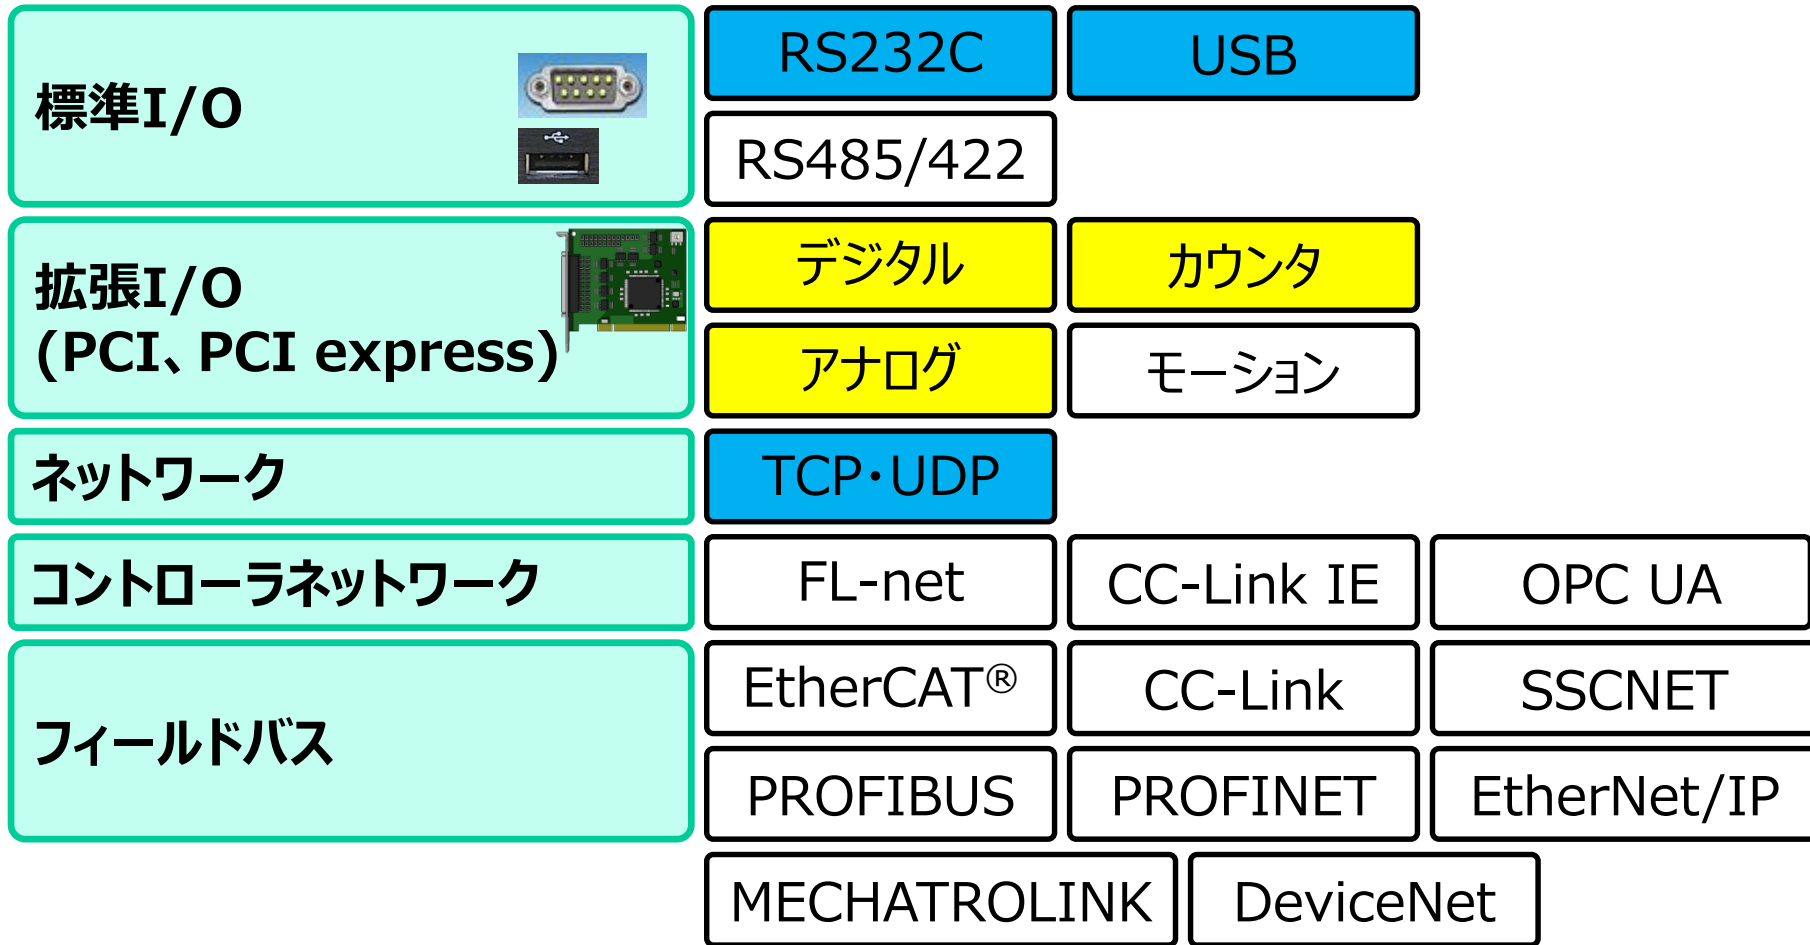 標準I/O
RS232C
USB
RS485/422
拡張I/O
(PCI、PCI express)
デジタル
カウンタ
アナログ
モーション
ネットワーク
TCP・UDP
コントローラネットワーク
FL-net
CC-Link IE
OPC UA
フィールドバス
EtherCAT®
CC-Link
SSCNET
PROFIBUS
PROFINET
EtherNet/IP
MECHATROLINK
DeviceNet